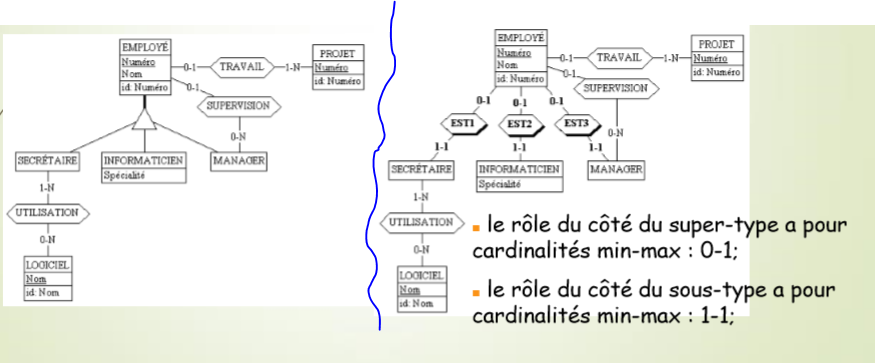 EMPLOYÉ
Numéro
Nom
id: Numéro
0-1
TRAVAIL
1-N
PROJET
Numéro
id: Numéro
0-1
SUPERVISION
0-N
SECRÉTAIRE
INFORMATICIEN
Spécialité
MANAGER
1-N
UTILISATION
0-N
LOGICIEL
Nom
id: Nom
EMPLOYÉ
Numéro
Nom
id: Numéro
0-1
TRAVAIL
1-N
PROJET
Numéro
id: Numéro
0-1
SUPERVISION
0-N
0-1
0-1
0-1
EST1
EST2
EST3
1-1
1-1
1-1
SECRÉTAIRE
INFORMATICIEN
Spécialité
MANAGER
1-N
UTILISATION
0-N
LOGICIEL
Nom
id: Nom
le rôle du côté du super-type a pour
cardinalités min-max : 0-1;
le rôle du côté du sous-type a pour
cardinalités min-max : 1-1;